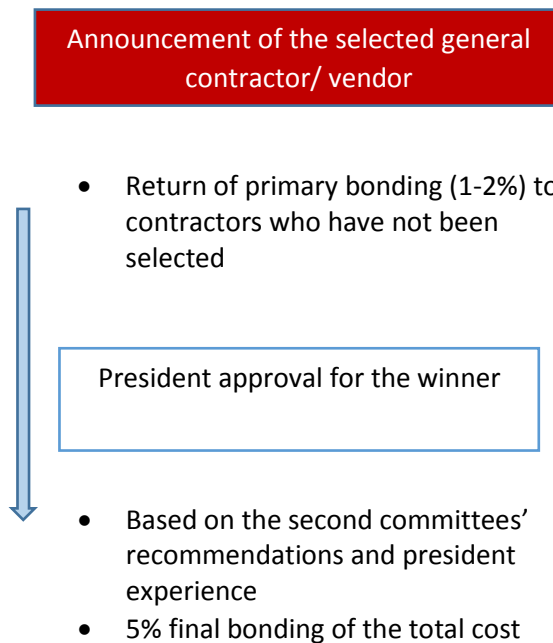 Announcement of the selected general
contractor/ vendor
• Return of primary bonding (1-2%) to
contractors who have not been
selected
President approval for the winner
• Based on the second committees’
recommendations and president
experience
• 5% final bonding of the total cost